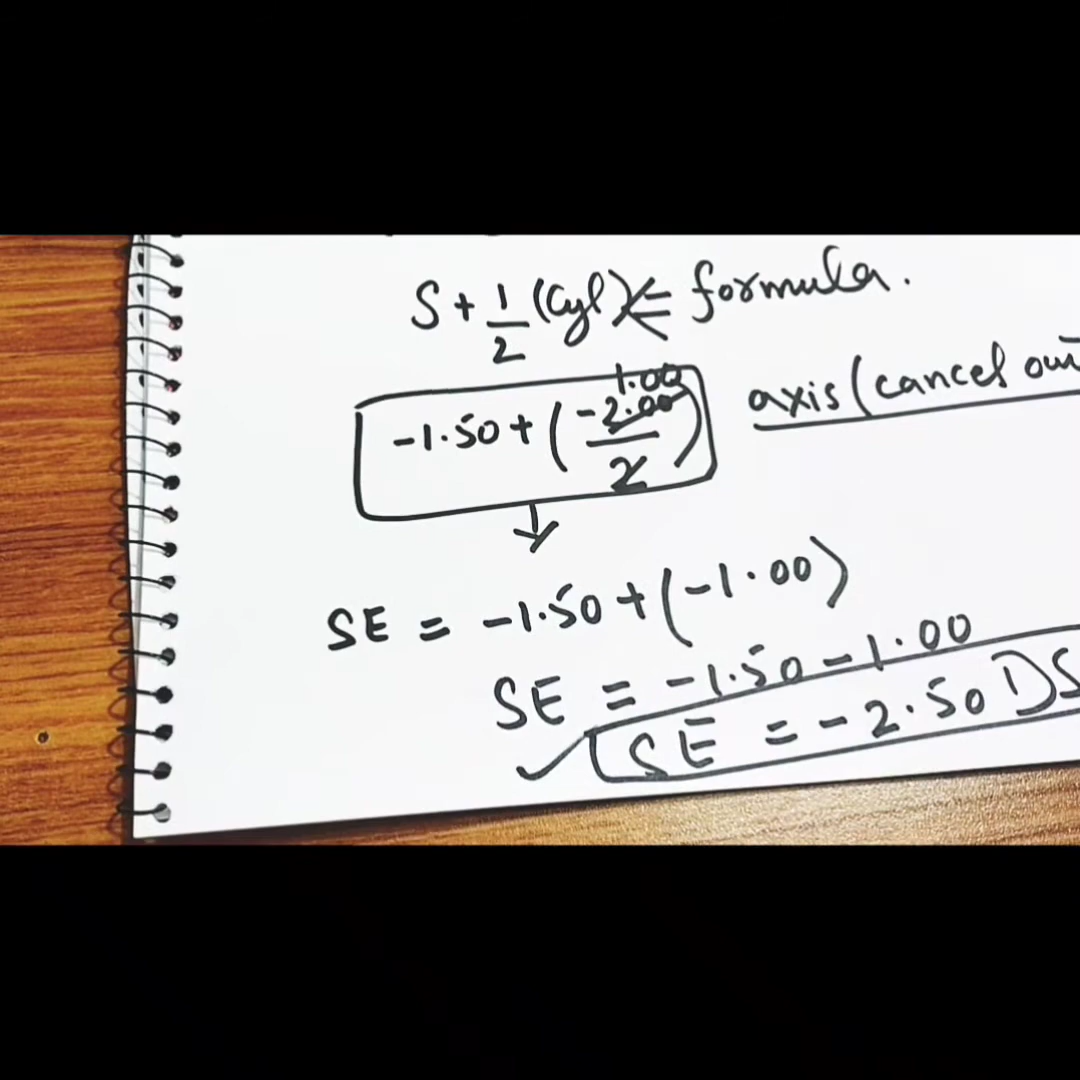 S + 1/2 (Cyl) ⇐ formula.
axis (cancel out
-1.50 + (-2.00/2) 1.00
↓
SE = -1.50 + (-1.00)
SE = -1.50 - 1.00
✓ SE = -2.50 DS